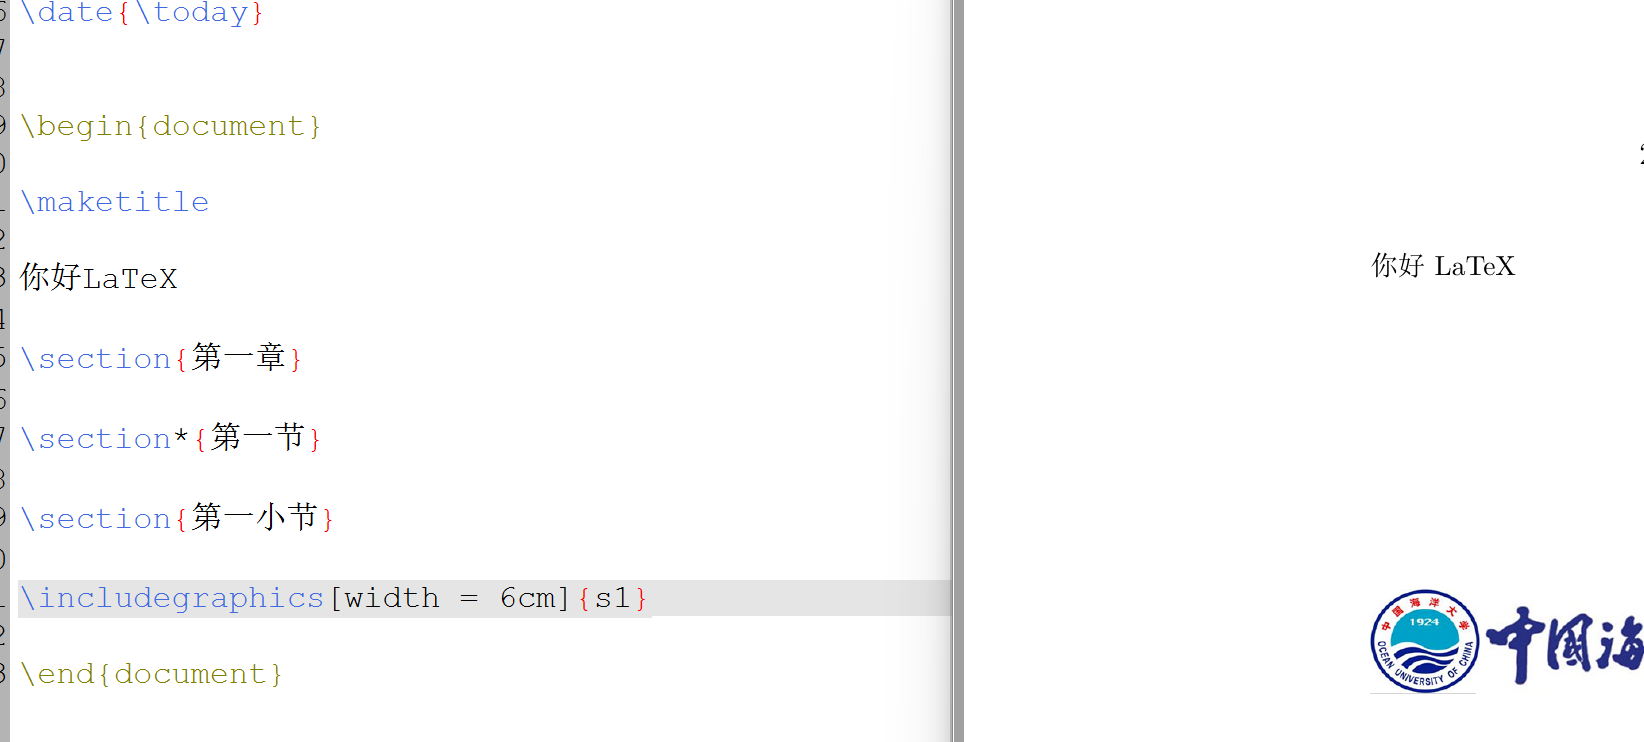 \date{\today}
\begin{document}
\maketitle
你好LaTeX
\section{第一章}
\section*{第一节}
\section{第一小节}
\includegraphics[width = 6cm]{s1}
\end{document}
你好 LaTeX
中国海洋大学
1924
OCEAN UNIVERSITY OF CHINA
中国海